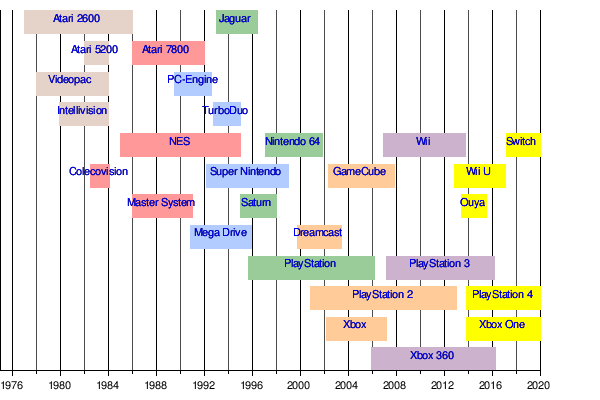 Atari 2600 Jaguar
Atari 5200 Atari 7800
Videopac PC-Engine
Intellivision TurboDuo
NES Nintendo 64 Wii Switch
Colecovision Super Nintendo GameCube Wii U
Master System Saturn Ouya
Mega Drive Dreamcast
PlayStation PlayStation 3
PlayStation 2 PlayStation 4
Xbox Xbox One
Xbox 360
1976 1980 1984 1988 1992 1996 2000 2004 2008 2012 2016 2020